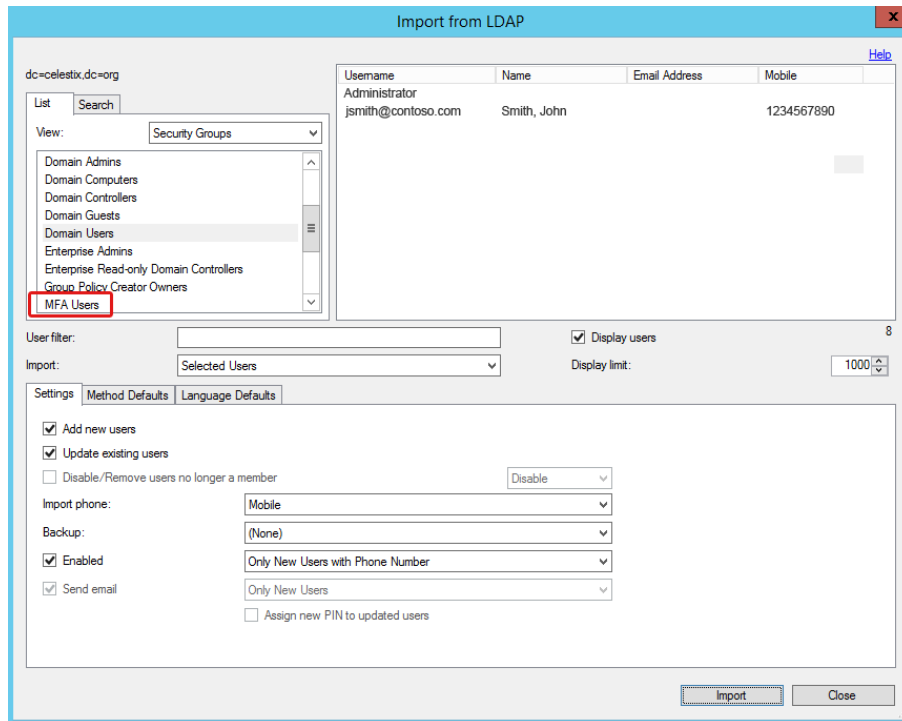 Import from LDAP
x
Help
dc=celestix,dc=org
List Search
View: Security Groups
Domain Admins
Domain Computers
Domain Controllers
Domain Guests
Domain Users
Enterprise Admins
Enterprise Read-only Domain Controllers
Group Policy Creator Owners
MFA Users
Username Name Email Address Mobile
Administrator
jsmith@contoso.com Smith, John 1234567890
User filter: Display users 8
Import: Selected Users Display limit: 1000
Settings Method Defaults Language Defaults
Add new users
Update existing users
Disable/Remove users no longer a member Disable
Import phone: Mobile
Backup: (None)
Enabled Only New Users with Phone Number
Send email Only New Users
Assign new PIN to updated users
Import Close